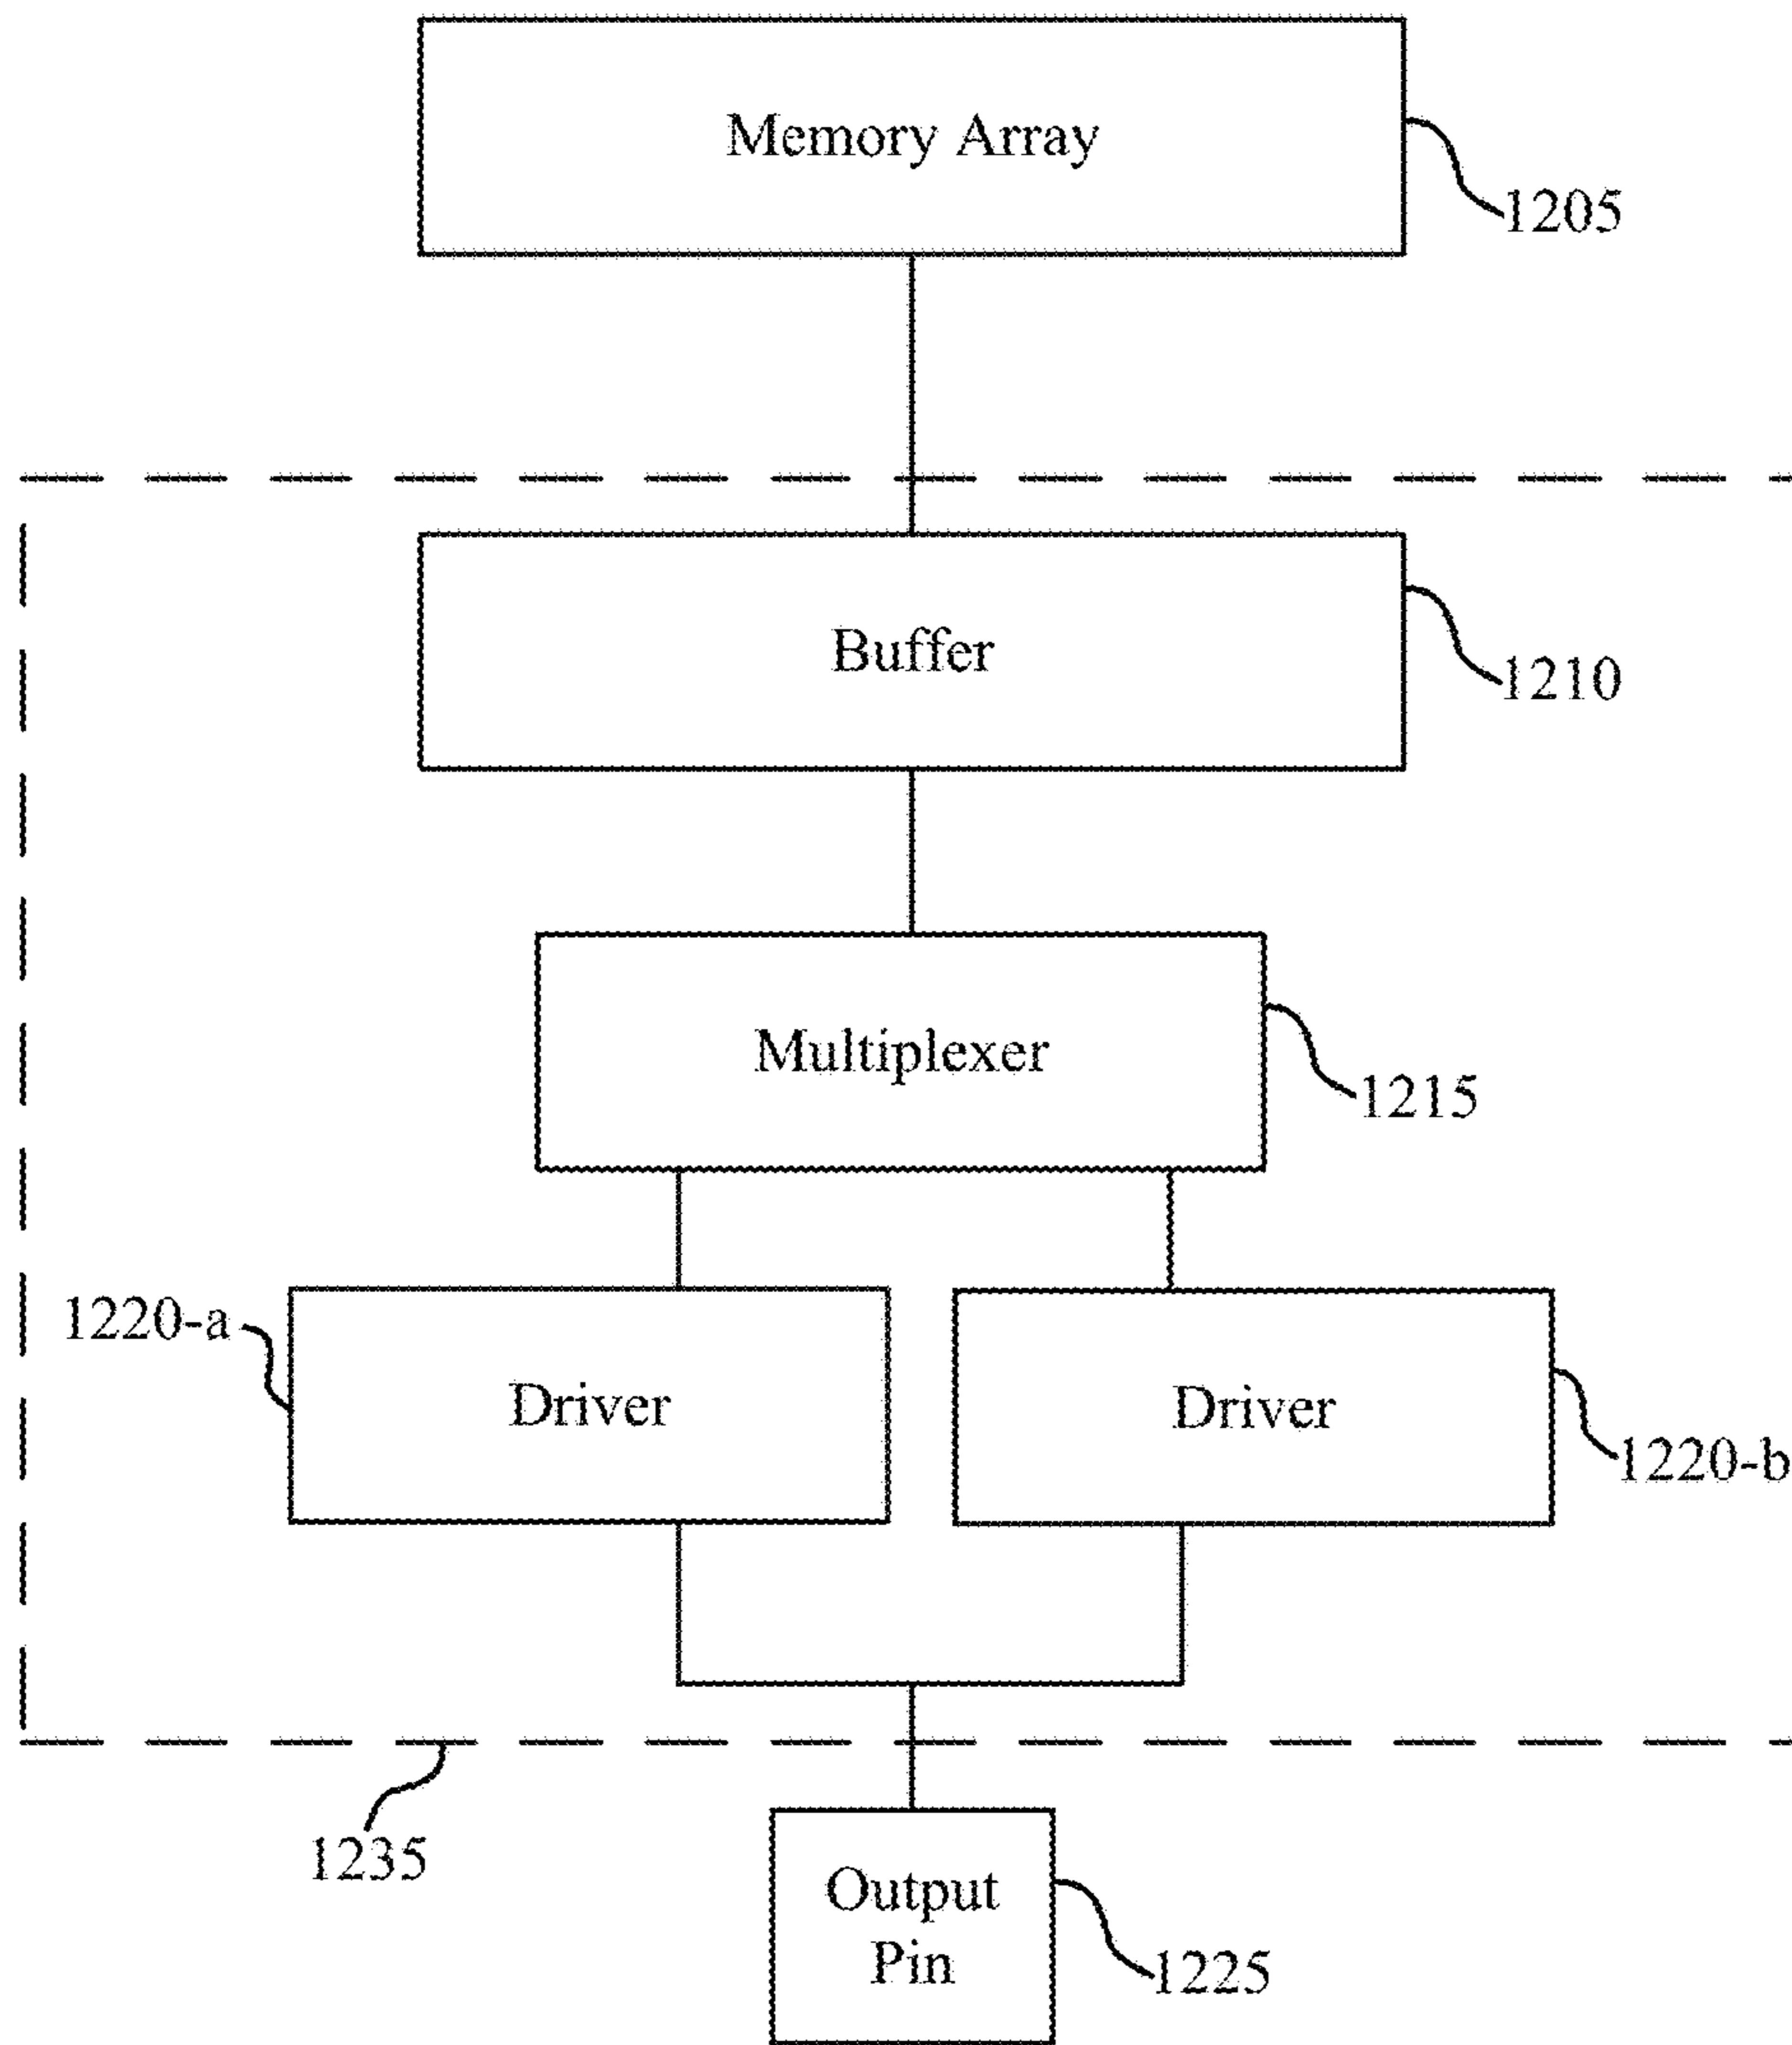 Memory Array
1205
Buffer
1210
Multiplexer
1215
1220-a
Driver
Driver
1220-b
1235
Output
Pin
1225